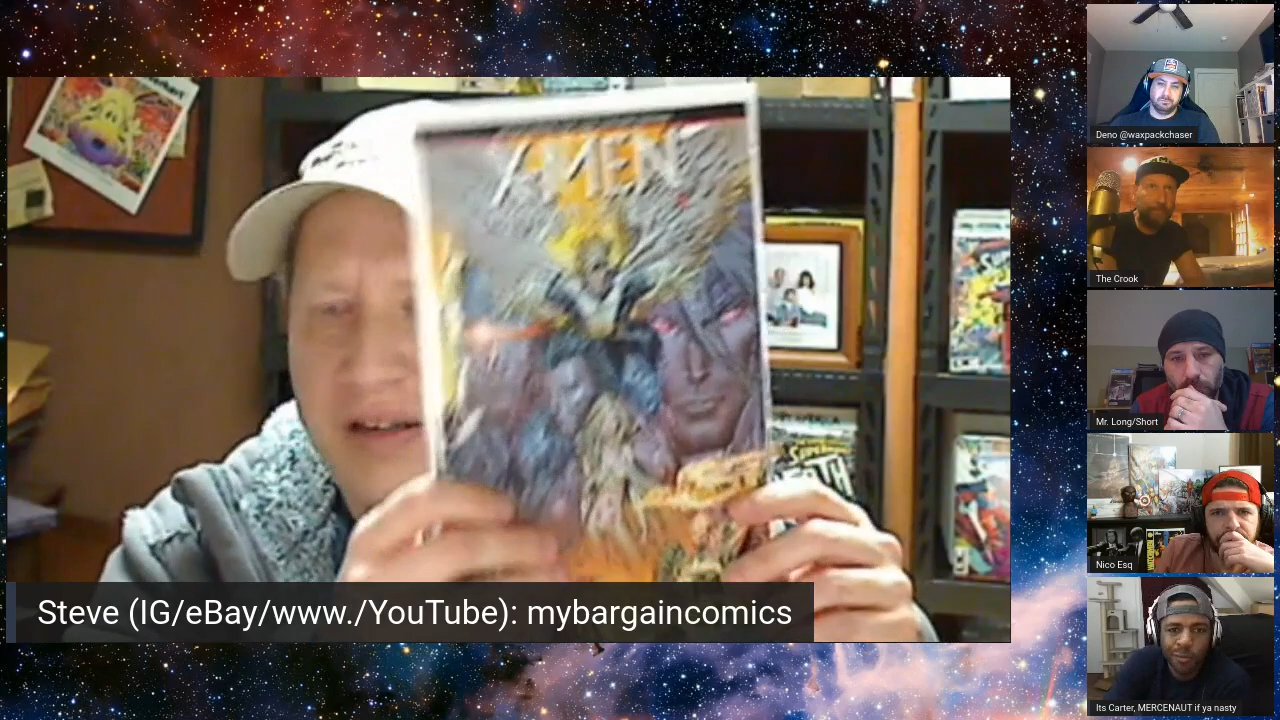 X-MEN
Steve (IG/eBay/www./YouTube): mybargaincomics
Deno @waxpackchaser
The Crook
Mr. Long/Short
Nico Esq
Its Carter, MERCENAUT if ya nasty